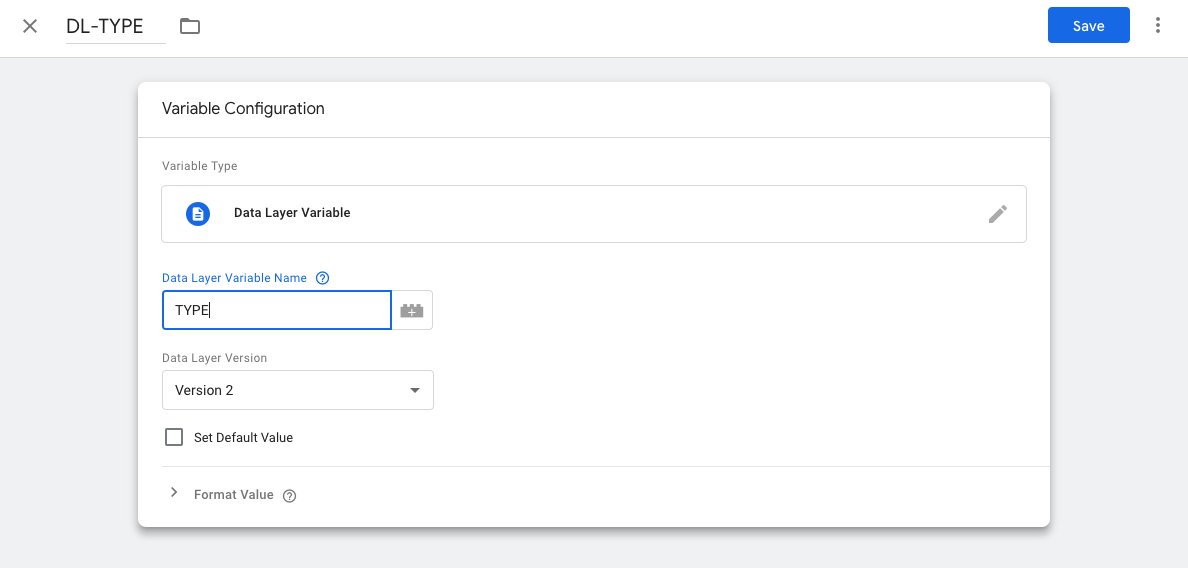 DL-TYPE
Save
Variable Configuration
Variable Type
Data Layer Variable
Data Layer Variable Name
TYPE
Data Layer Version
Version 2
Set Default Value
Format Value